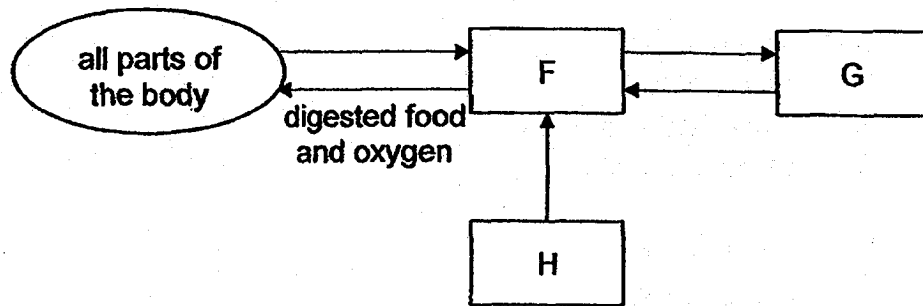 all parts of
the body
F
G
digested food
and oxygen
H